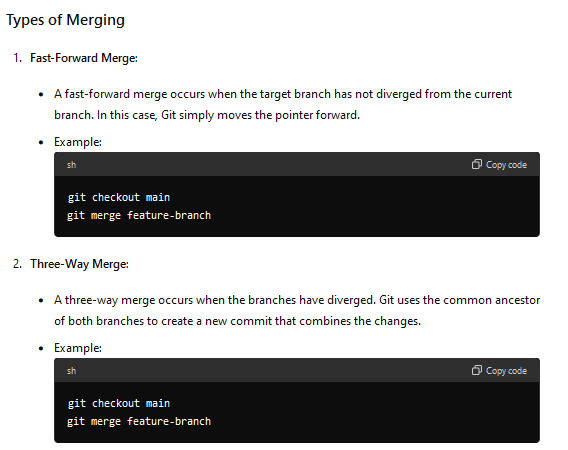 Types of Merging
1. Fast-Forward Merge:
• A fast-forward merge occurs when the target branch has not diverged from the current
branch. In this case, Git simply moves the pointer forward.
• Example:
sh Copy code
git checkout main
git merge feature-branch
2. Three-Way Merge:
• A three-way merge occurs when the branches have diverged. Git uses the common ancestor
of both branches to create a new commit that combines the changes.
• Example:
sh Copy code
git checkout main
git merge feature-branch